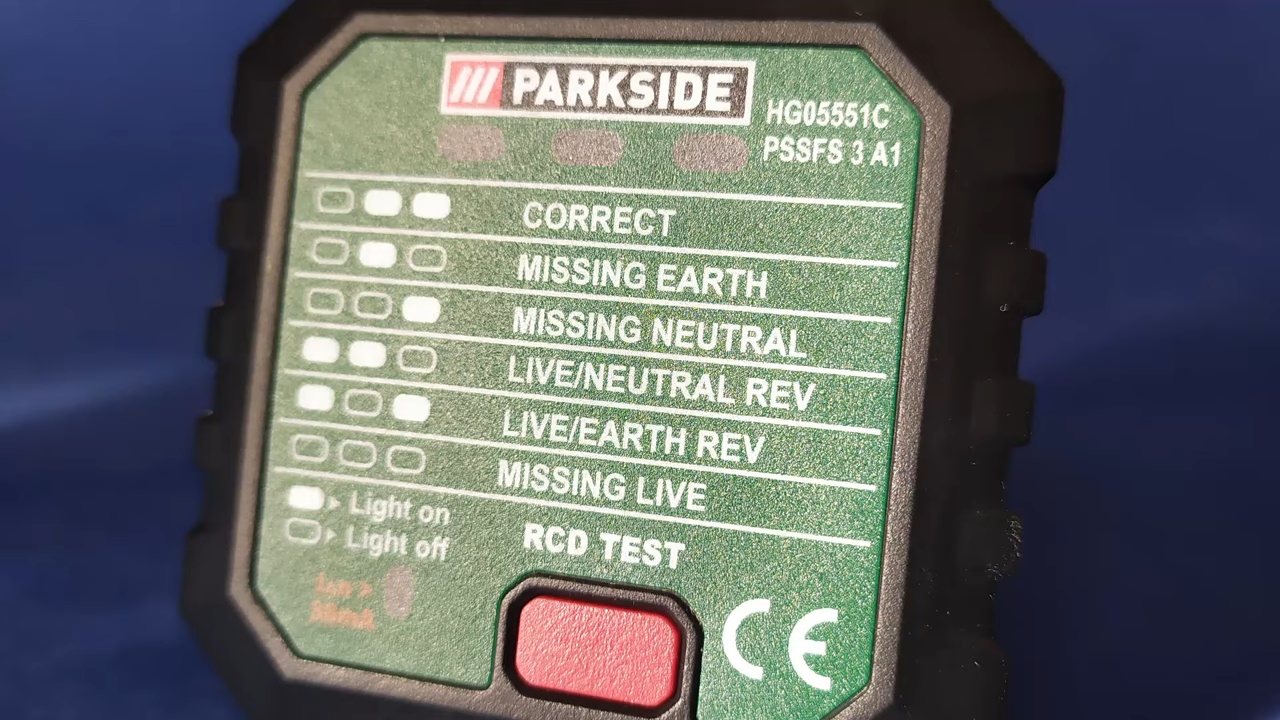 PARKSIDE
HG05551C
PSSFS 3 A1
CORRECT
MISSING EARTH
MISSING NEUTRAL
LIVE/NEUTRAL REV
LIVE/EARTH REV
MISSING LIVE
Light on
Light off
RCD TEST
CE